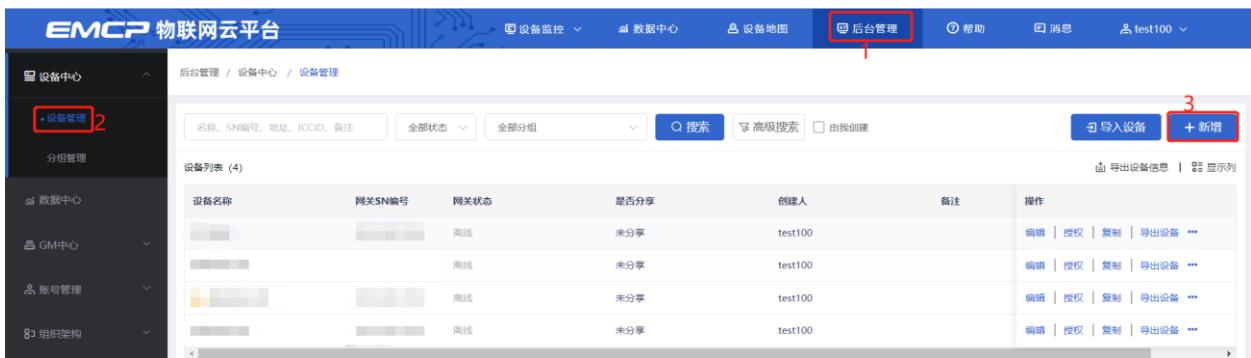 EMCP 物联网云平台 设备监控 数据中心 设备地图 后台管理 帮助 消息 test100
1
设备中心 后台管理 / 设备中心 / 设备管理
设备管理 2 3
名称、SN编号、地址、ICCID、备注 全部状态 全部分组 搜索 高级搜索 由我创建 导入设备 + 新增
分组管理
设备列表 (4) 导出设备信息 | 显示列
数据中心 设备名称 网关SN编号 网关状态 是否分享 创建人 备注 操作
离线 未分享 test100 编辑 | 授权 | 复制 | 导出设备 •••
GM中心
离线 未分享 test100 编辑 | 授权 | 复制 | 导出设备 •••
账号管理
离线 未分享 test100 编辑 | 授权 | 复制 | 导出设备 •••
组织架构 离线 未分享 test100 编辑 | 授权 | 复制 | 导出设备 •••